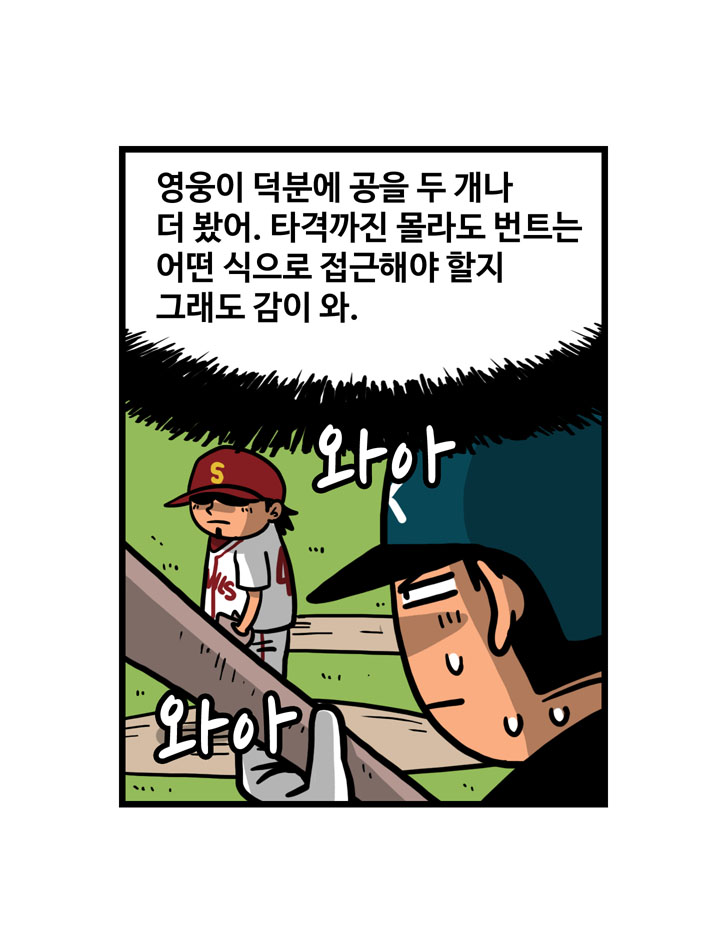 영웅이 덕분에 공을 두 개나
더 봤어. 타격까진 몰라도 번트는
어떤 식으로 접근해야 할지
그래도 감이 와.
와아
S
K
4
와아